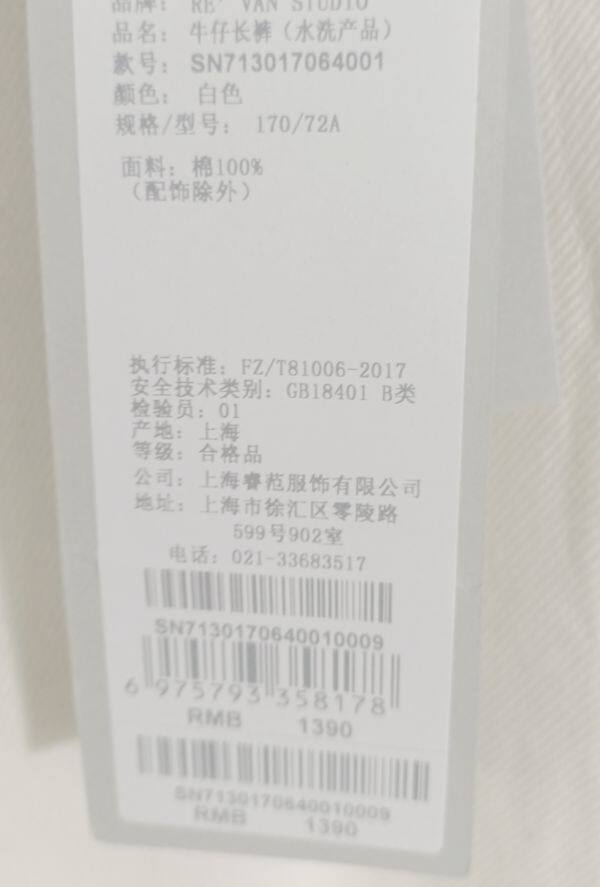 品牌： RE' VAN STUDIO
品名： 牛仔长裤（水洗产品）
款号： SN713017064001
颜色： 白色
规格/型号： 170/72A
面料：棉100%
（配饰除外）
执行标准：FZ/T81006-2017
安全技术类别：GB18401 B类
检验员：01
产地：上海
等级：合格品
公司：上海睿范服饰有限公司
地址：上海市徐汇区零陵路
599号902室
电话：021-33683517
SN7130170640010009
6 975793 358178
RMB 1390
SN7130170640010009
RMB 1390